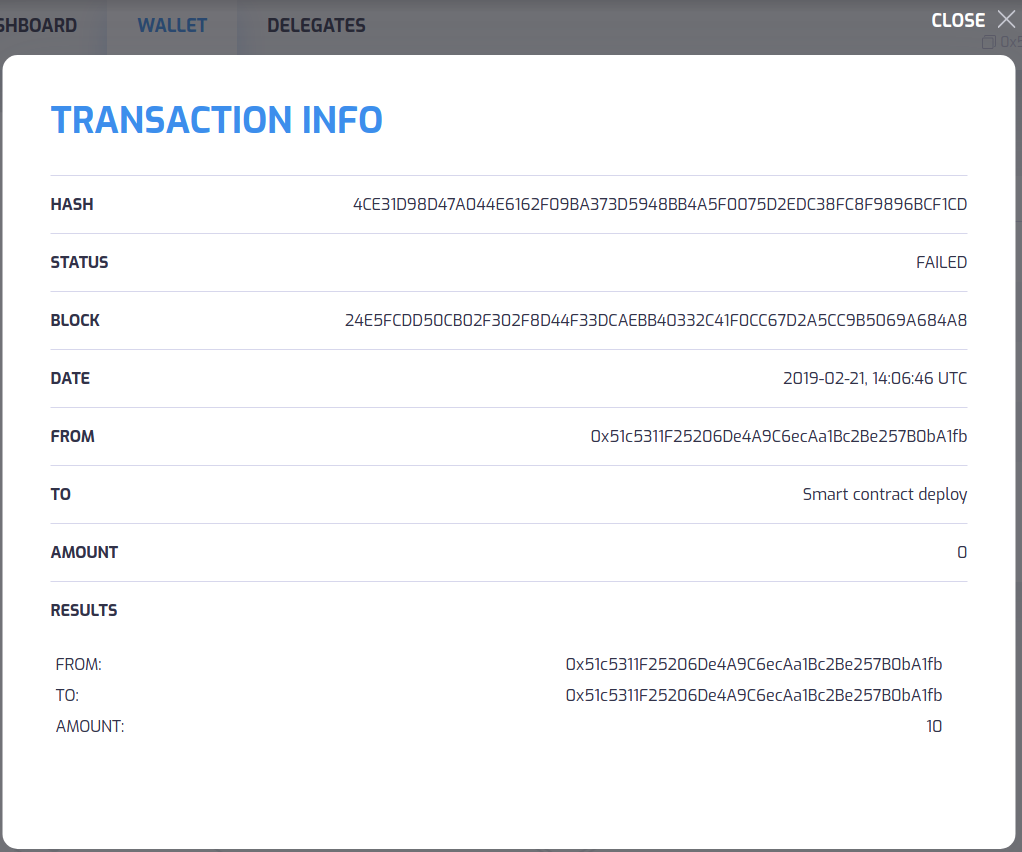 SHBOARD WALLET DELEGATES CLOSE
0x5
TRANSACTION INFO
HASH 4CE31D98D47A044E6162F09BA373D5948BB4A5F0075D2EDC38FC8F9896BCF1CD
STATUS FAILED
BLOCK 24E5FCDD50CB02F302F8D44F33DCAEBB40332C41F0CC67D2A5CC9B5069A684A8
DATE 2019-02-21, 14:06:46 UTC
FROM 0x51c5311F25206De4A9C6ecAa1Bc2Be257B0bA1fb
TO Smart contract deploy
AMOUNT 0
RESULTS
FROM: 0x51c5311F25206De4A9C6ecAa1Bc2Be257B0bA1fb
TO: 0x51c5311F25206De4A9C6ecAa1Bc2Be257B0bA1fb
AMOUNT: 10